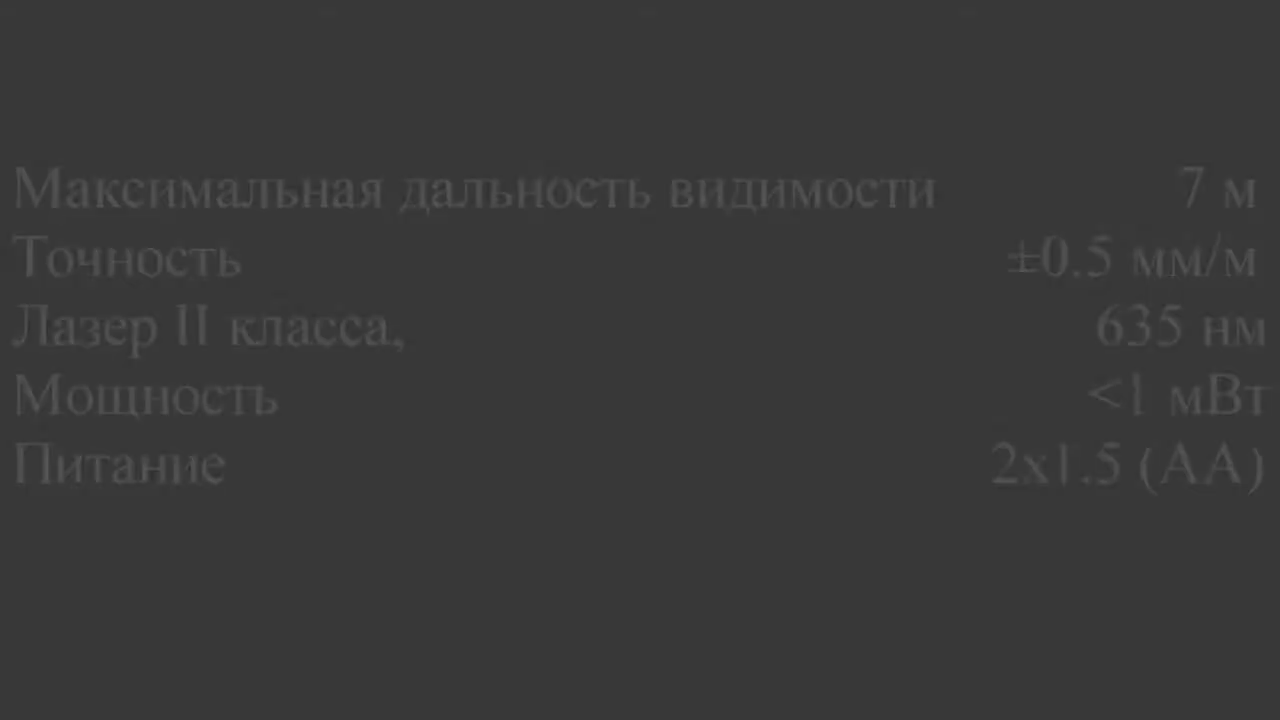 Максимальная дальность видимости 7 м
Точность ±0.5 мм/м
Лазер II класса, 635 нм
Мощность <1 мВт
Питание 2x1.5 (AA)